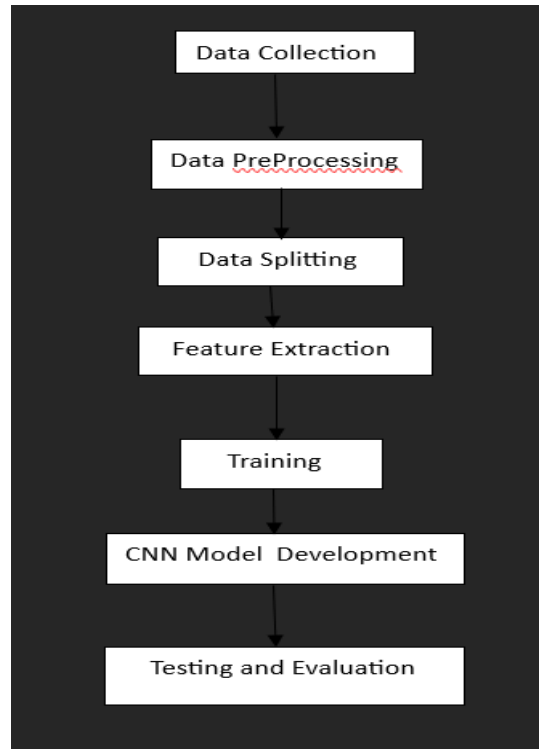 Data Collection
Data PreProcessing
Data Splitting
Feature Extraction
Training
CNN Model  Development
Testing and Evaluation